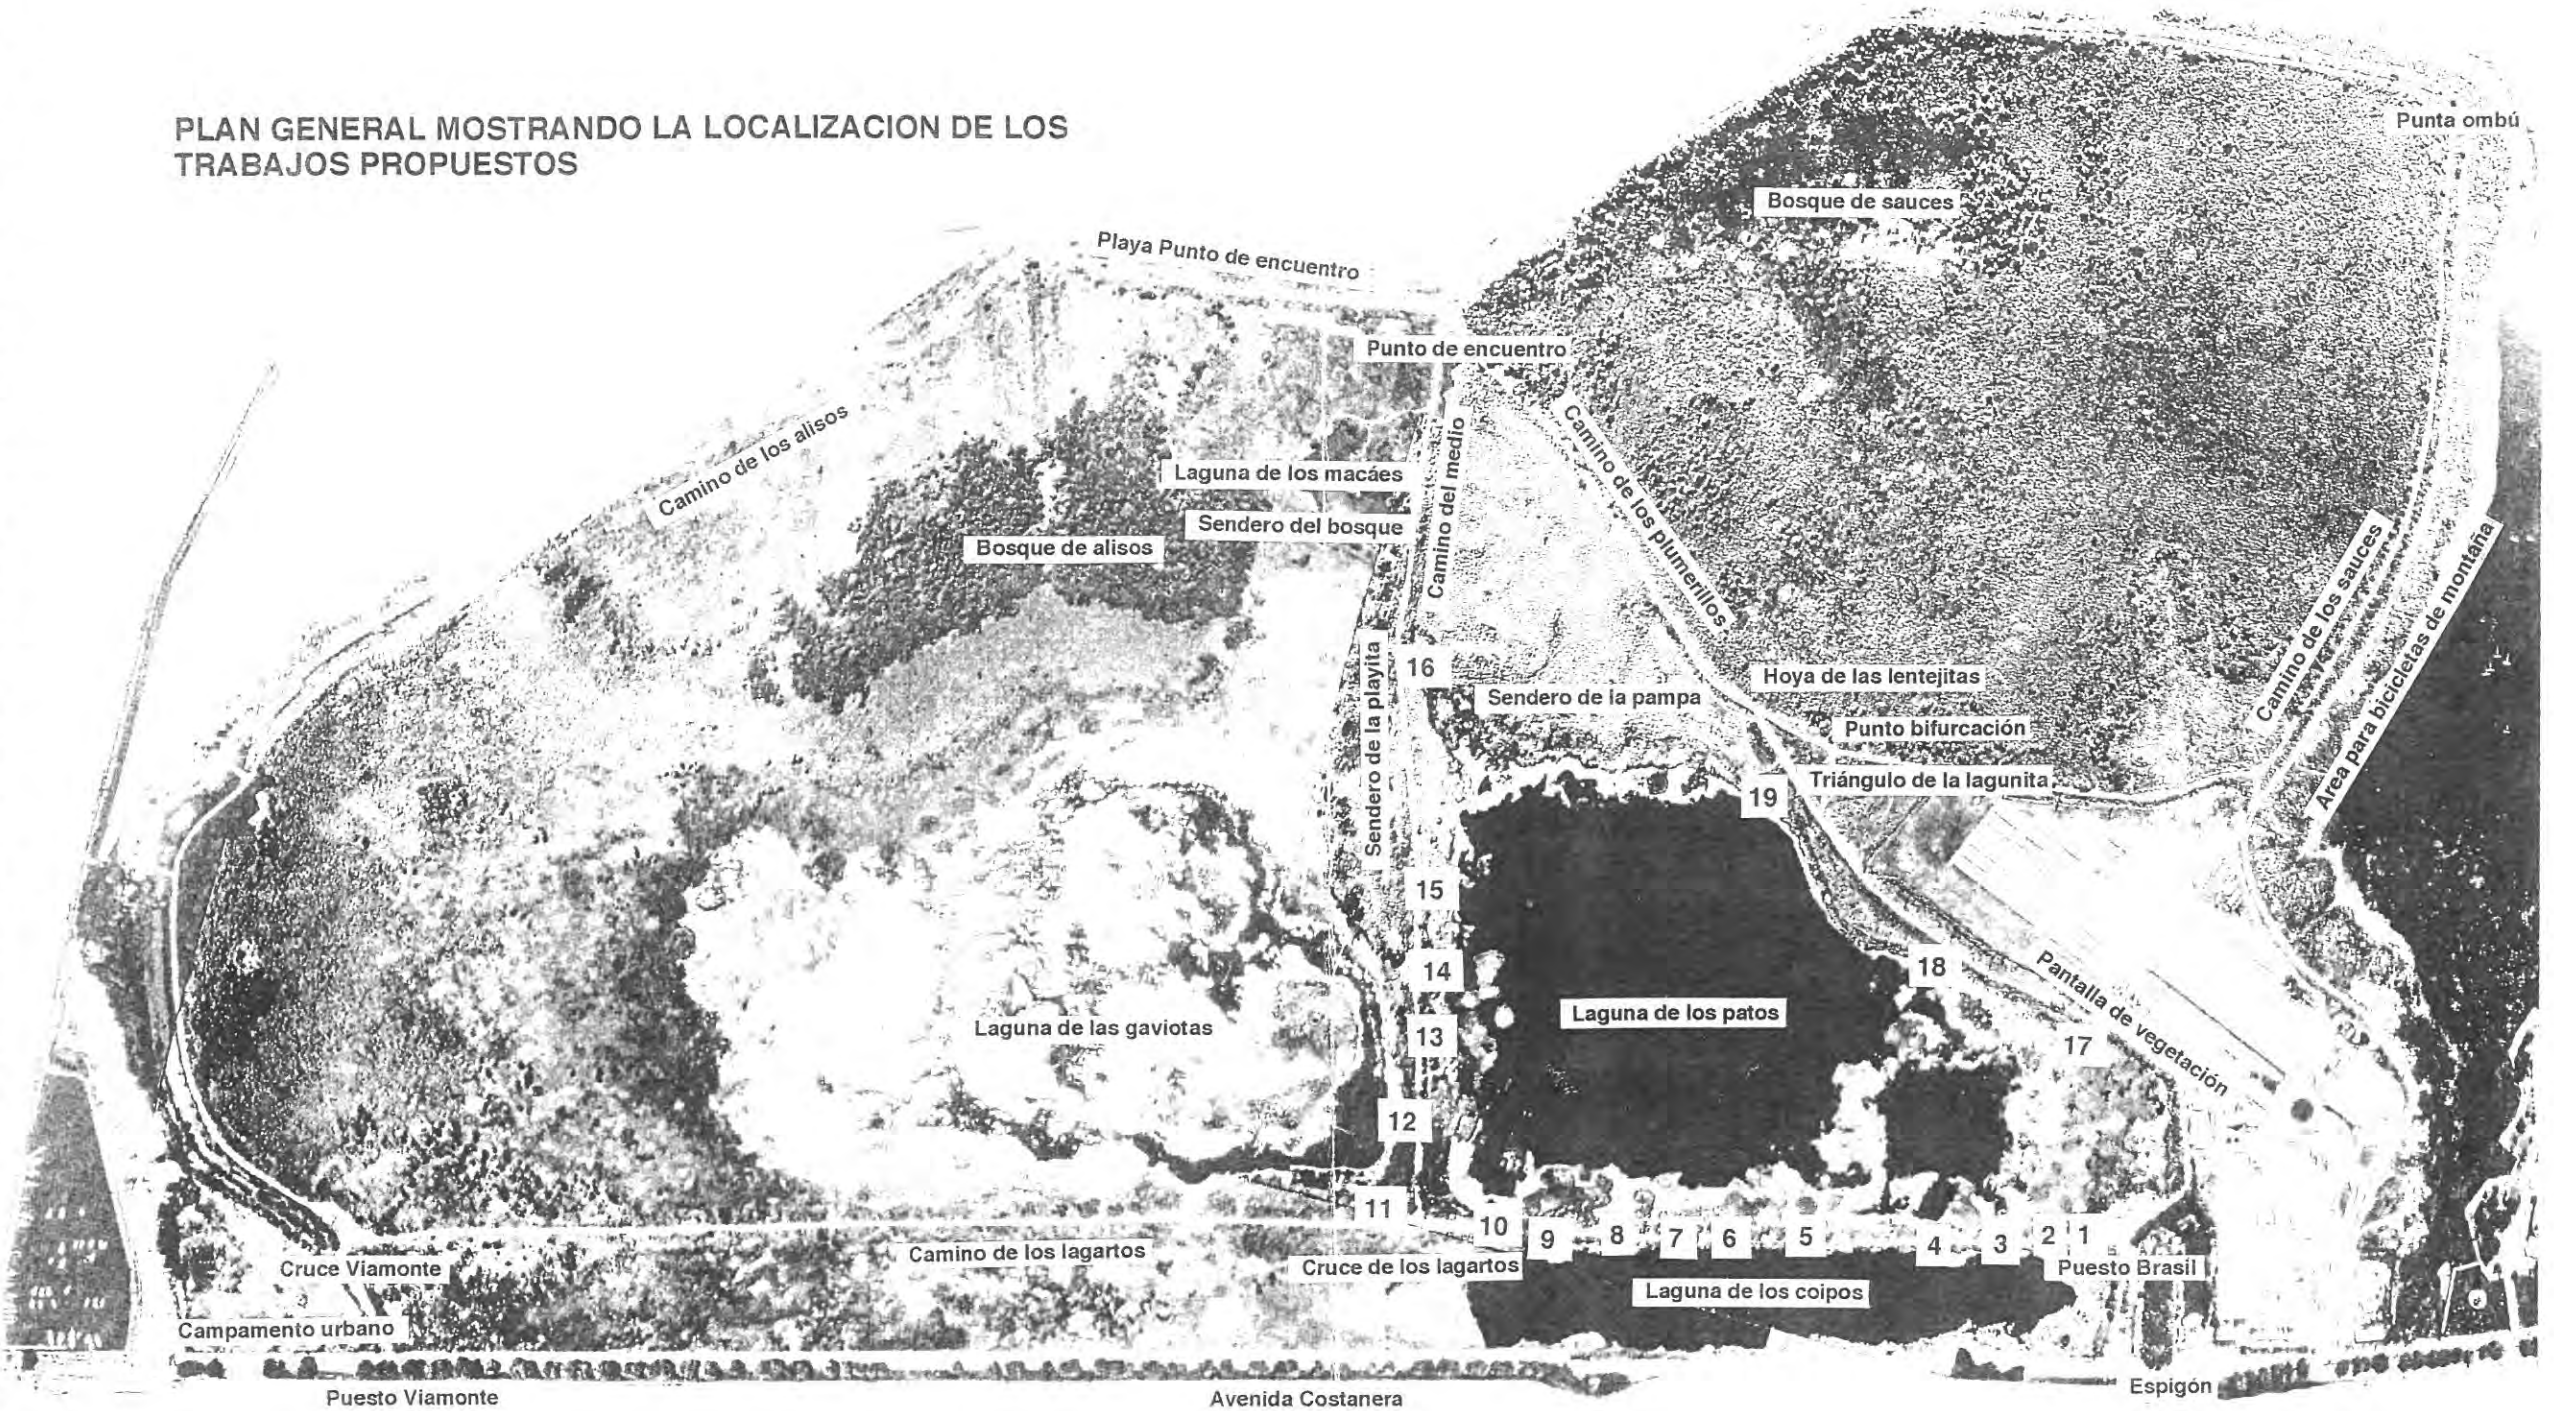 PLAN GENERAL MOSTRANDO LA LOCALIZACION DE LOS
TRABAJOS PROPUESTOS
Punta ombú
Bosque de sauces
Playa Punto de encuentro
Punto de encuentro
Camino de los alisos
Camino de los plumerillos
Camino del medio
Laguna de los macáes
Sendero del bosque
Bosque de alisos
Camino de los sauces
Area para bicicletas de montaña
Sendero de la playita
16
Hoya de las lentejitas
Sendero de la pampa
Punto bifurcación
Triángulo de la lagunita
19
15
14
18
Pantalla de vegetación
Laguna de los patos
Laguna de las gaviotas
13
17
12
11
10
9
8
7
6
5
4
3
2
1
Camino de los lagartos
Cruce Viamonte
Cruce de los lagartos
Puesto Brasil
Laguna de los coipos
Campamento urbano
Puesto Viamonte
Avenida Costanera
Espigón